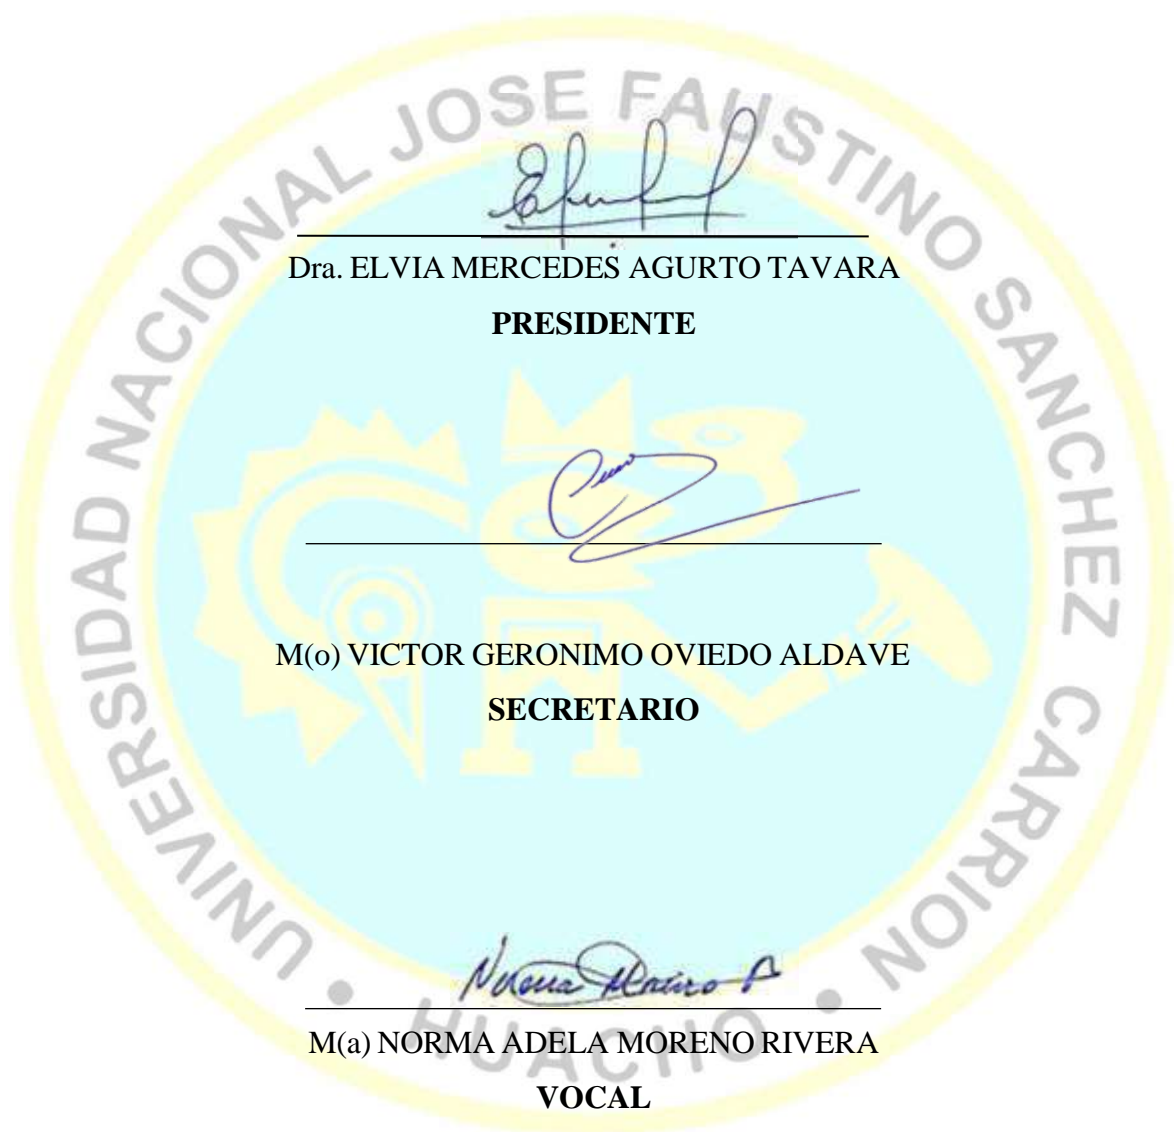 UNIVERSIDAD NACIONAL JOSE FAUSTINO SANCHEZ CARRION
• HUACHO •
Dra. ELVIA MERCEDES AGURTO TAVARA
PRESIDENTE
M(o) VICTOR GERONIMO OVIEDO ALDAVE
SECRETARIO
M(a) NORMA ADELA MORENO RIVERA
VOCAL